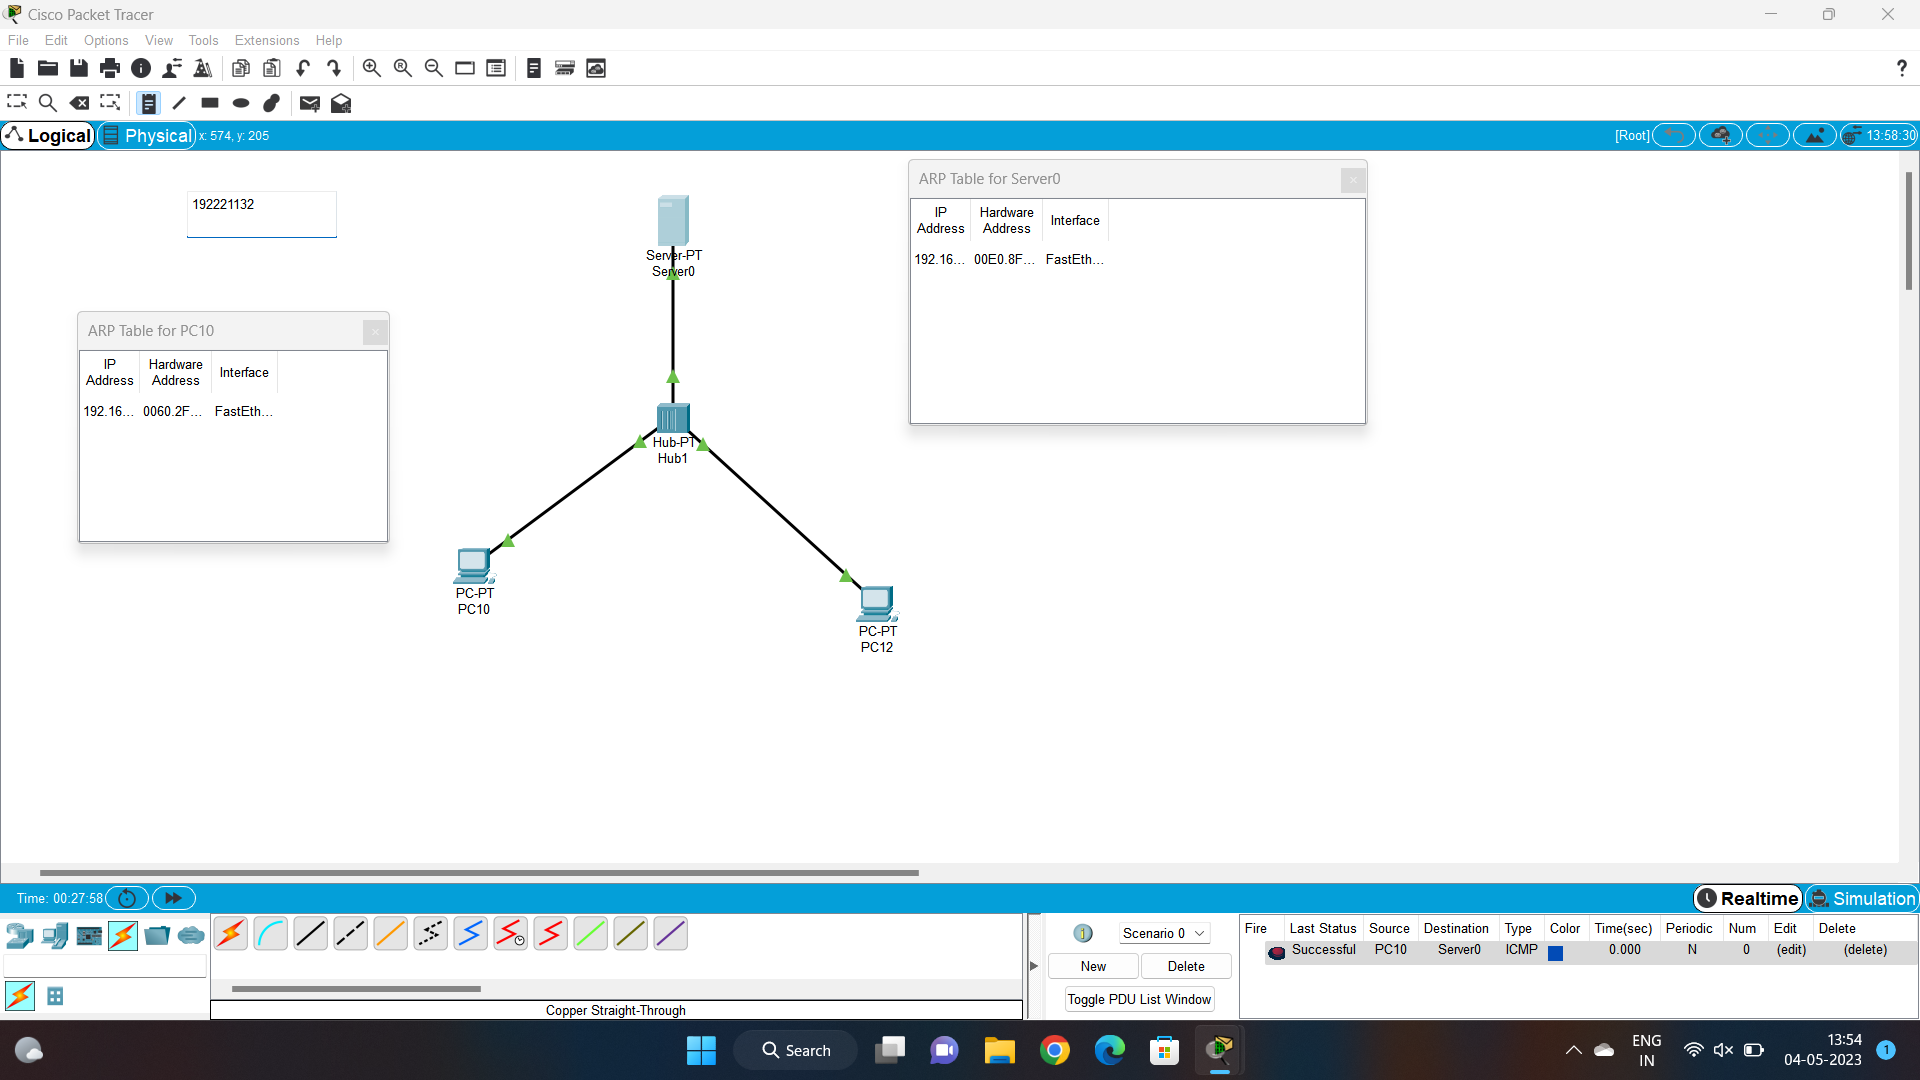 Cisco Packet Tracer
File Edit Options View Tools Extensions Help
?
Logical Physical x: 574, y: 205 [Root] 13:58:30
192221132
Server-PT
Server0
ARP Table for Server0
IP Address Hardware Address Interface
192.16... 00E0.8F... FastEth...
ARP Table for PC10
IP Address Hardware Address Interface
192.16... 0060.2F... FastEth...
Hub-PT
Hub1
PC-PT
PC10
PC-PT
PC12
Time: 00:27:58 Realtime Simulation
Scenario 0
New Delete
Toggle PDU List Window
Fire Last Status Source Destination Type Color Time(sec) Periodic Num Edit Delete
Successful PC10 Server0 ICMP 0.000 N 0 (edit) (delete)
Copper Straight-Through
Search
ENG
IN
13:54
04-05-2023
1